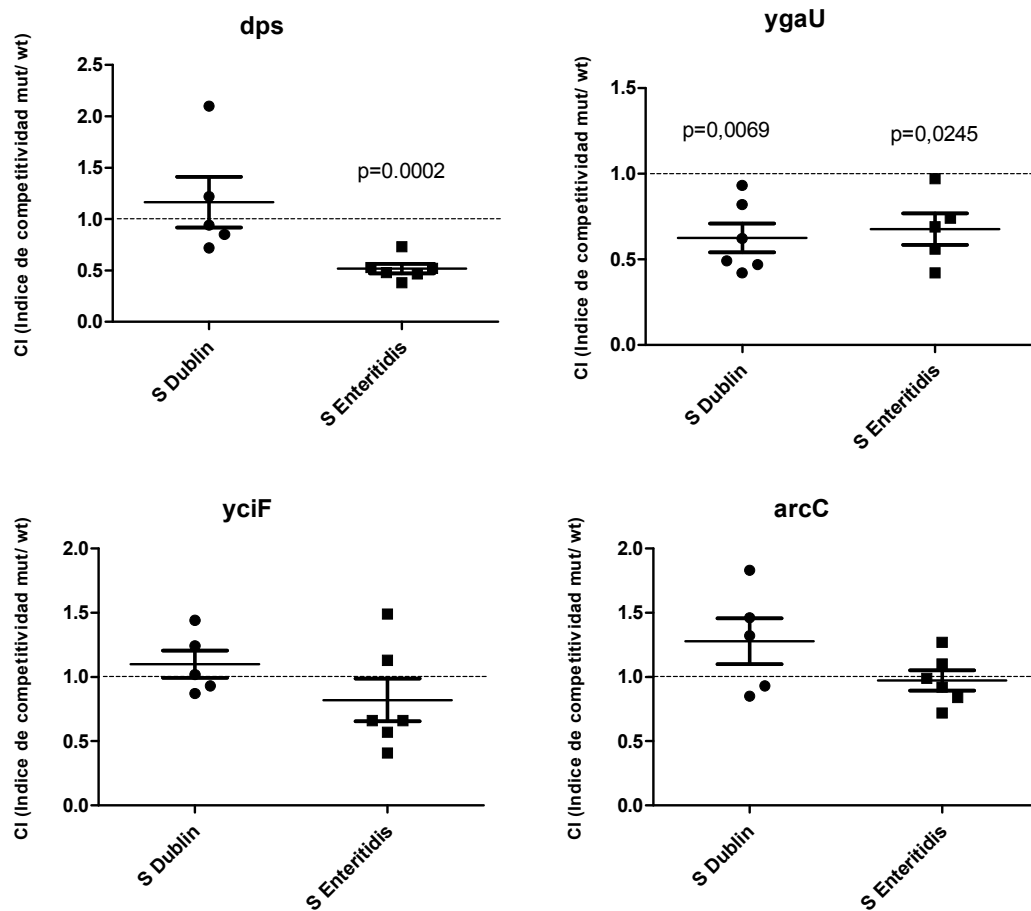 dps
CI (Indice de competitividad mut/ wt)
2.5
2.0
1.5
1.0
0.5
0.0
p=0.0002
S Dublin
S Enteritidis
ygaU
CI (Indice de competitividad mut/ wt)
1.5
1.0
0.5
0.0
p=0,0069
p=0,0245
S Dublin
S Enteritidis
yciF
CI (Indice de competitividad mut/ wt)
2.0
1.5
1.0
0.5
0.0
S Dublin
S Enteritidis
arcC
CI (Indice de competitividad mut/ wt)
2.0
1.5
1.0
0.5
0.0
S Dublin
S Enteritidis